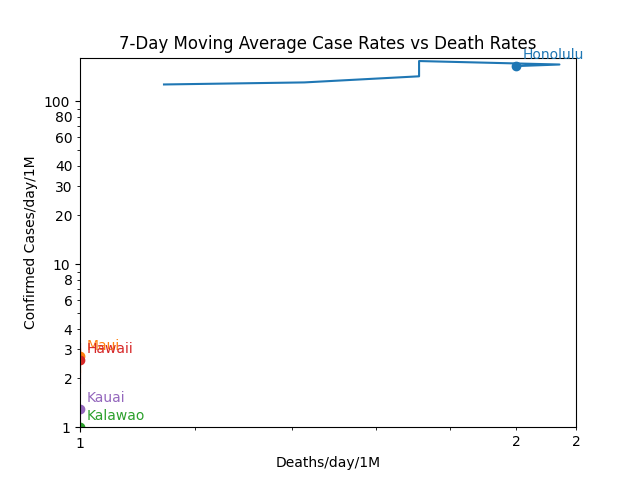 7-Day Moving Average Case Rates vs Death Rates
Honolulu
100
80
60
40
30
20
10
8
6
4
3
2
1
Confirmed Cases/day/1M
Maui
Hawaii
Kauai
Kalawao
1
2
2
Deaths/day/1M